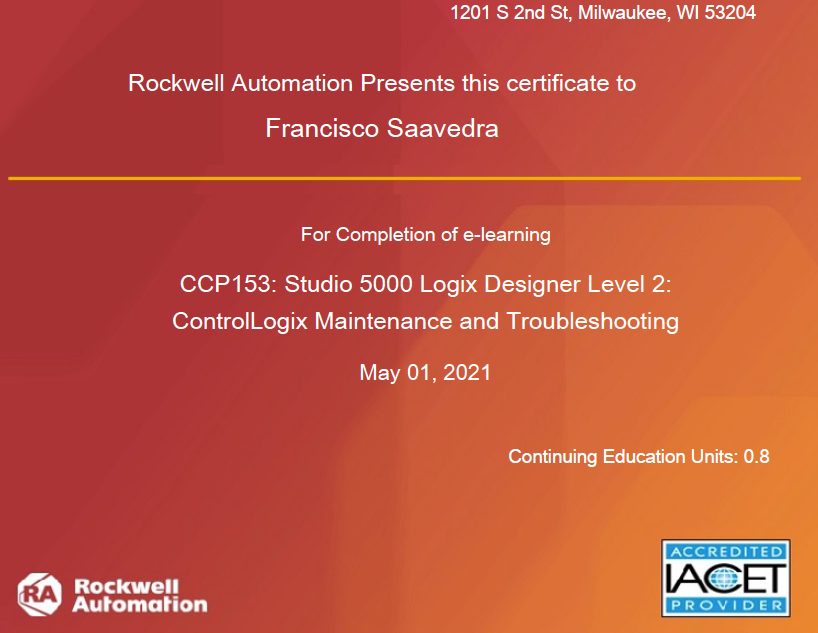 1201 S 2nd St, Milwaukee, WI 53204
Rockwell Automation Presents this certificate to
Francisco Saavedra
For Completion of e-learning
CCP153: Studio 5000 Logix Designer Level 2:
ControlLogix Maintenance and Troubleshooting
May 01, 2021
Continuing Education Units: 0.8
RA
Rockwell
Automation
ACCREDITED
IACET
PROVIDER